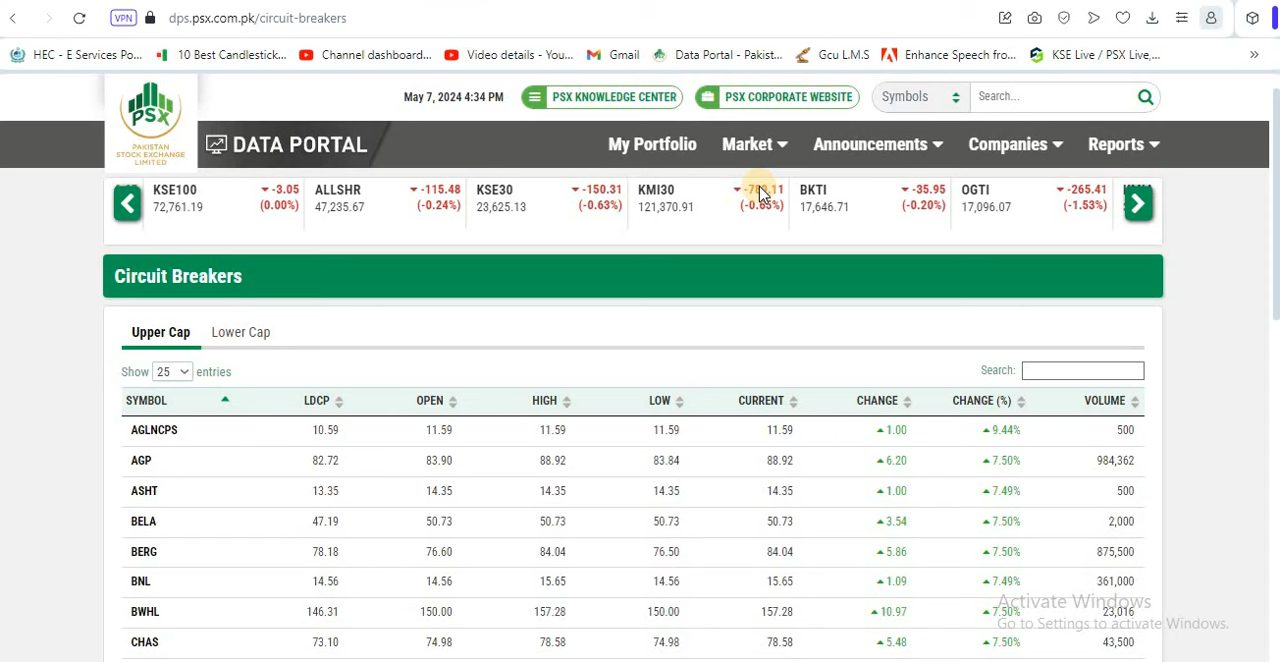 VPN dps.psx.com.pk/circuit-breakers
HEC - E Services Po... 10 Best Candlestick... Channel dashboard... Video details - You... Gmail Data Portal - Pakist... Gcu L.M.S Enhance Speech fro... KSE Live / PSX Live,... »
PSX
PAKISTAN
STOCK EXCHANGE
LIMITED
May 7, 2024 4:34 PM PSX KNOWLEDGE CENTER PSX CORPORATE WEBSITE Symbols Search...
DATA PORTAL My Portfolio Market Announcements Companies Reports
KSE100 -3.05 ALLSHR -115.48 KSE30 -150.31 KMI30 BKTI -35.95 OGTI -265.41
72,761.19 (0.00%) 47,235.67 (-0.24%) 23,625.13 (-0.63%) 121,370.91 17,646.71 (-0.20%) 17,096.07 (-1.53%)
Circuit Breakers
Upper Cap Lower Cap
Show 25 entries Search:
SYMBOL LDCP OPEN HIGH LOW CURRENT CHANGE CHANGE (%) VOLUME
AGLNCPS 10.59 11.59 11.59 11.59 11.59 1.00 9.44% 500
AGP 82.72 83.90 88.92 83.84 88.92 6.20 7.50% 984,362
ASHT 13.35 14.35 14.35 14.35 14.35 1.00 7.49% 500
BELA 47.19 50.73 50.73 50.73 50.73 3.54 7.50% 2,000
BERG 78.18 76.60 84.04 76.50 84.04 5.86 7.50% 875,500
BNL 14.56 14.56 15.65 14.56 15.65 1.09 7.49% 361,000
BWHL 146.31 150.00 157.28 150.00 157.28 10.97 7.50% 23,016
CHAS 73.10 74.98 78.58 74.98 78.58 5.48 7.50% 43,500
Activate Windows
Go to Settings to activate Windows.